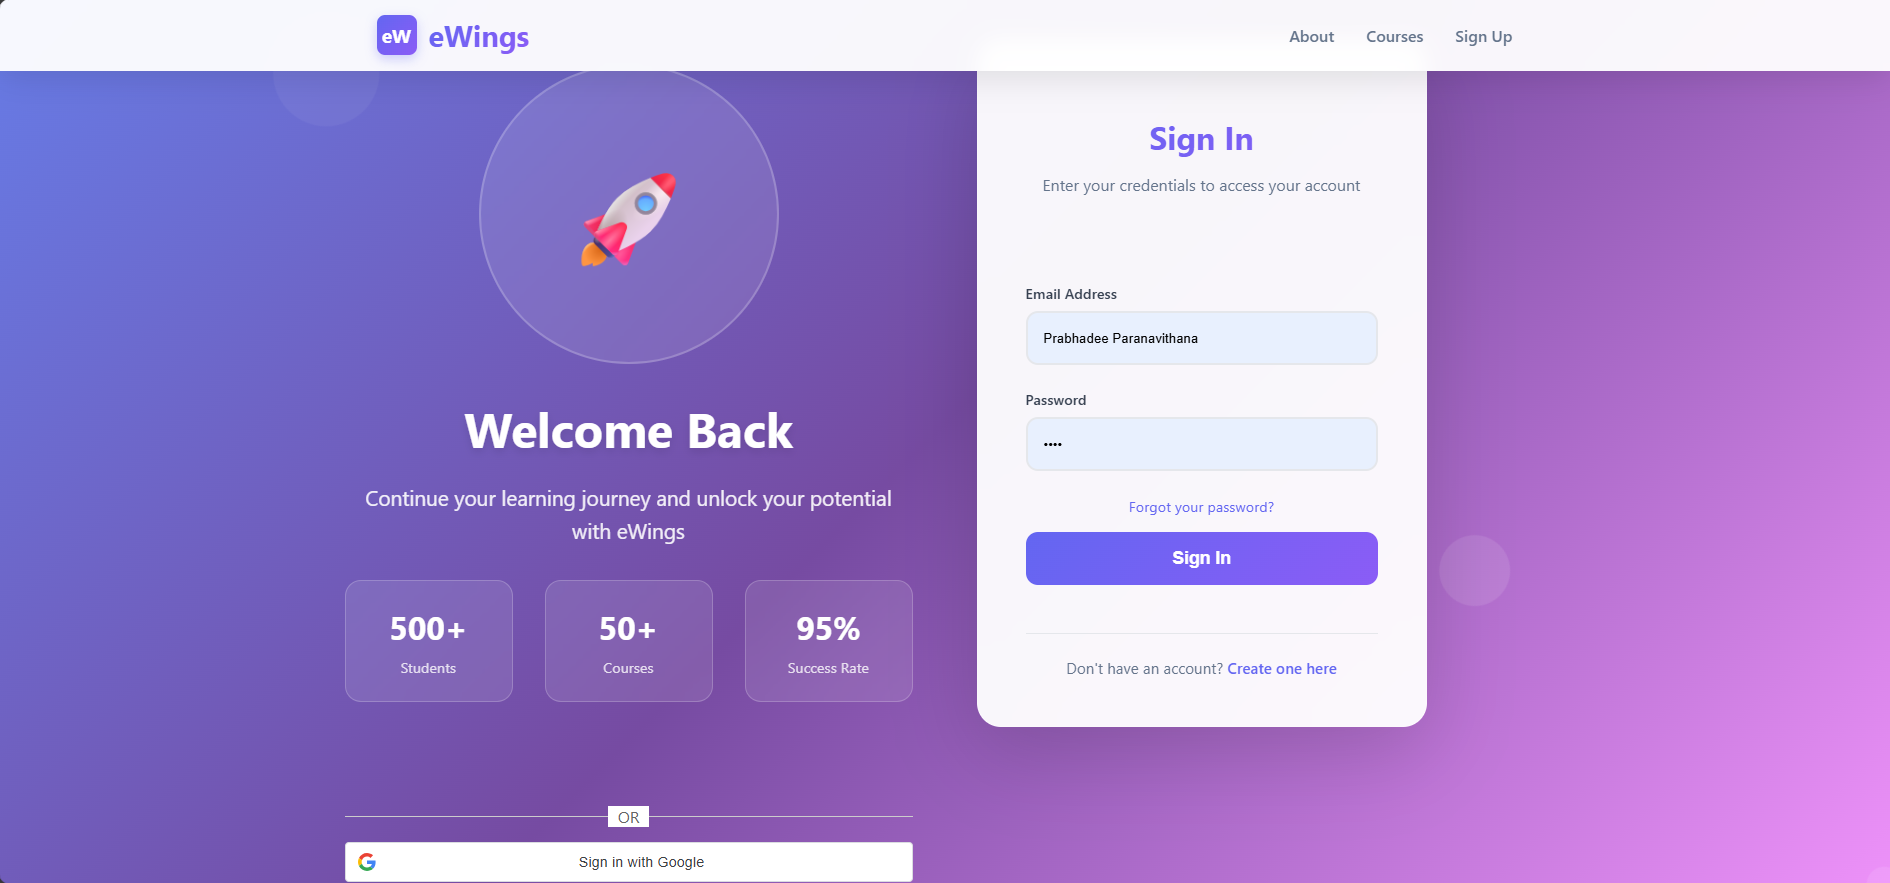 eW eWings
About Courses Sign Up
Welcome Back
Continue your learning journey and unlock your potential
with eWings
500+ 50+ 95%
Students Courses Success Rate
OR
Sign in with Google
Sign In
Enter your credentials to access your account
Email Address
Prabhadee Paranavithana
Password
••••
Forgot your password?
Sign In
Don't have an account? Create one here